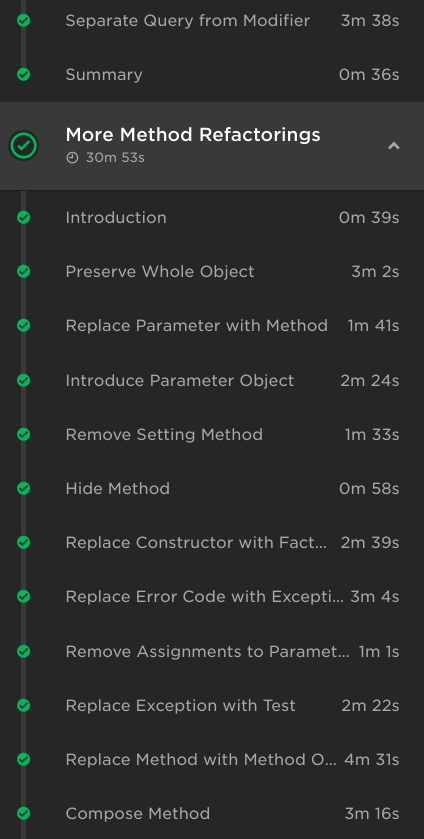 Separate Query from Modifier 3m 38s
Summary 0m 36s
More Method Refactorings
30m 53s
Introduction 0m 39s
Preserve Whole Object 3m 2s
Replace Parameter with Method 1m 41s
Introduce Parameter Object 2m 24s
Remove Setting Method 1m 33s
Hide Method 0m 58s
Replace Constructor with Fact... 2m 39s
Replace Error Code with Excepti... 3m 4s
Remove Assignments to Paramet... 1m 1s
Replace Exception with Test 2m 22s
Replace Method with Method O... 4m 31s
Compose Method 3m 16s